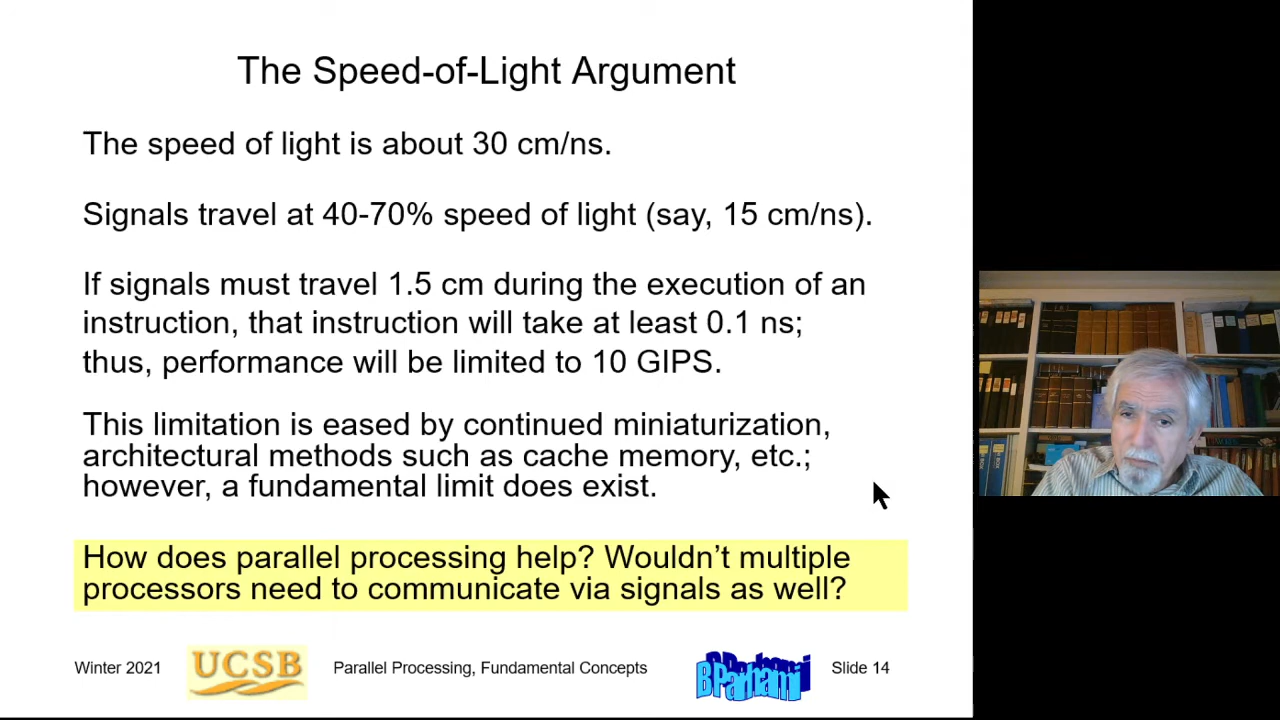 The Speed-of-Light Argument
The speed of light is about 30 cm/ns.
Signals travel at 40-70% speed of light (say, 15 cm/ns).
If signals must travel 1.5 cm during the execution of an
instruction, that instruction will take at least 0.1 ns;
thus, performance will be limited to 10 GIPS.
This limitation is eased by continued miniaturization,
architectural methods such as cache memory, etc.;
however, a fundamental limit does exist.
How does parallel processing help? Wouldn’t multiple
processors need to communicate via signals as well?
Winter 2021
UCSB
Parallel Processing, Fundamental Concepts
BParhami
Slide 14